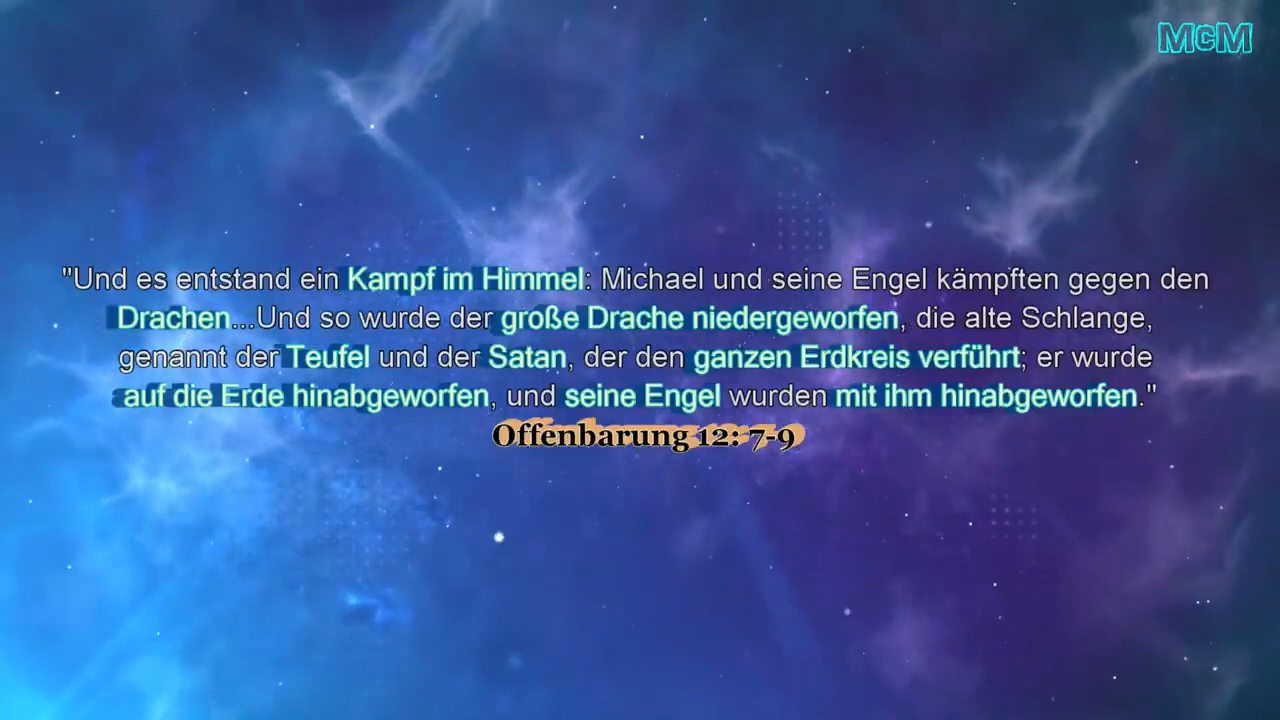 McM
"Und es entstand ein Kampf im Himmel: Michael und seine Engel kämpften gegen den
Drachen...Und so wurde der große Drache niedergeworfen, die alte Schlange,
genannt der Teufel und der Satan, der den ganzen Erdkreis verführt; er wurde
auf die Erde hinabgeworfen, und seine Engel wurden mit ihm hinabgeworfen."
Offenbarung 12: 7-9